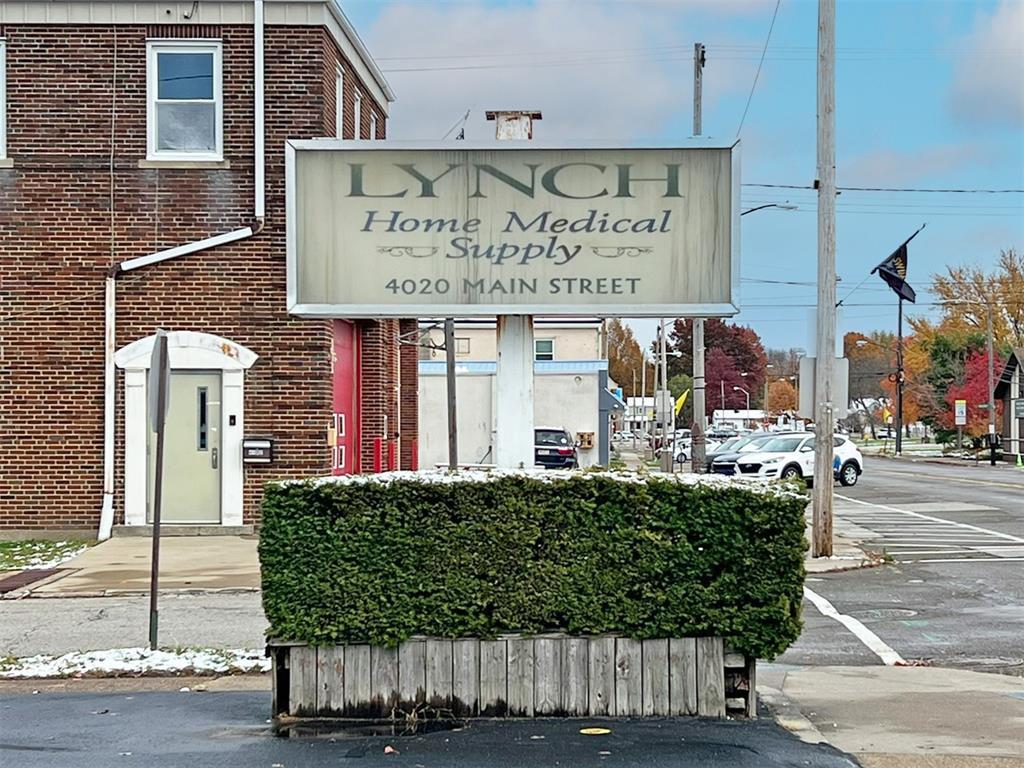 LYNCH
Home Medical
Supply
4020 MAIN STREET